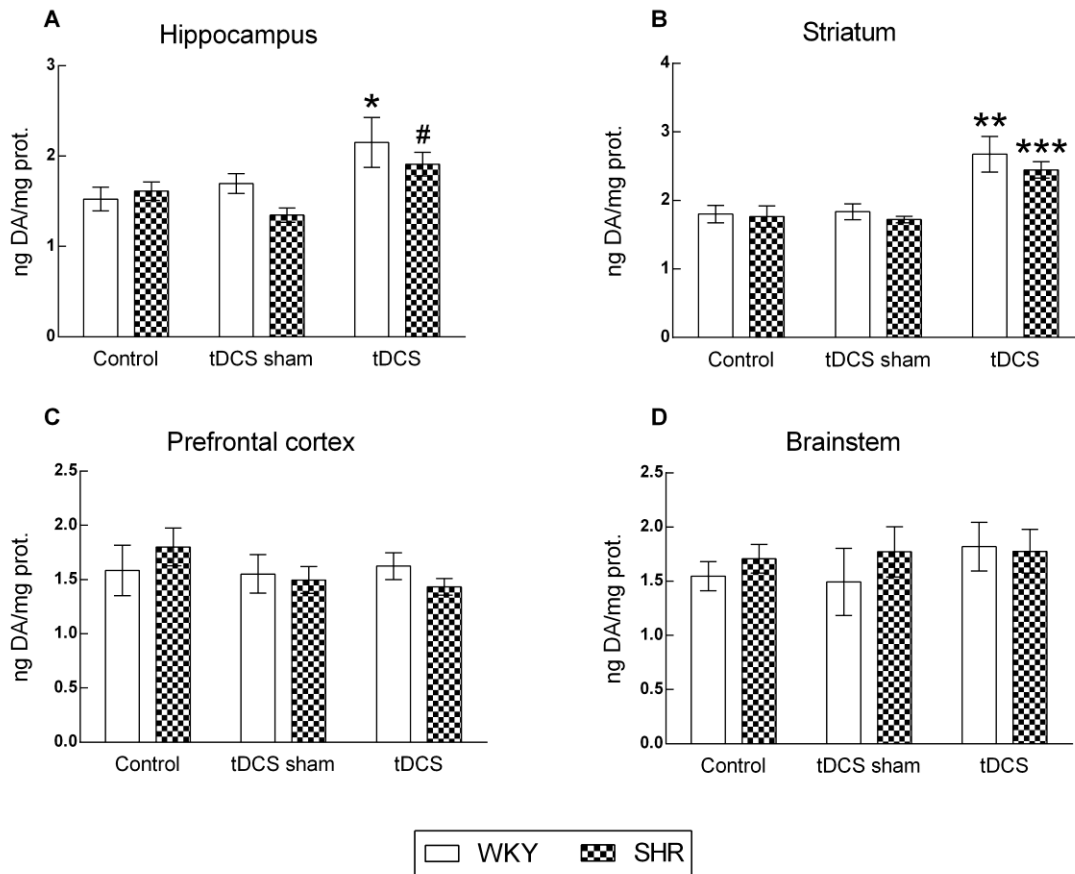 A
Hippocampus
ng DA/mg prot.
3
2
1
0
*
#
Control tDCS sham tDCS
B
Striatum
ng DA/mg prot.
4
3
2
1
0
**
***
Control tDCS sham tDCS
C
Prefrontal cortex
ng DA/mg prot.
2.5
2.0
1.5
1.0
0.5
0.0
Control tDCS sham tDCS
D
Brainstem
ng DA/mg prot.
2.5
2.0
1.5
1.0
0.5
0.0
Control tDCS sham tDCS
WKY SHR